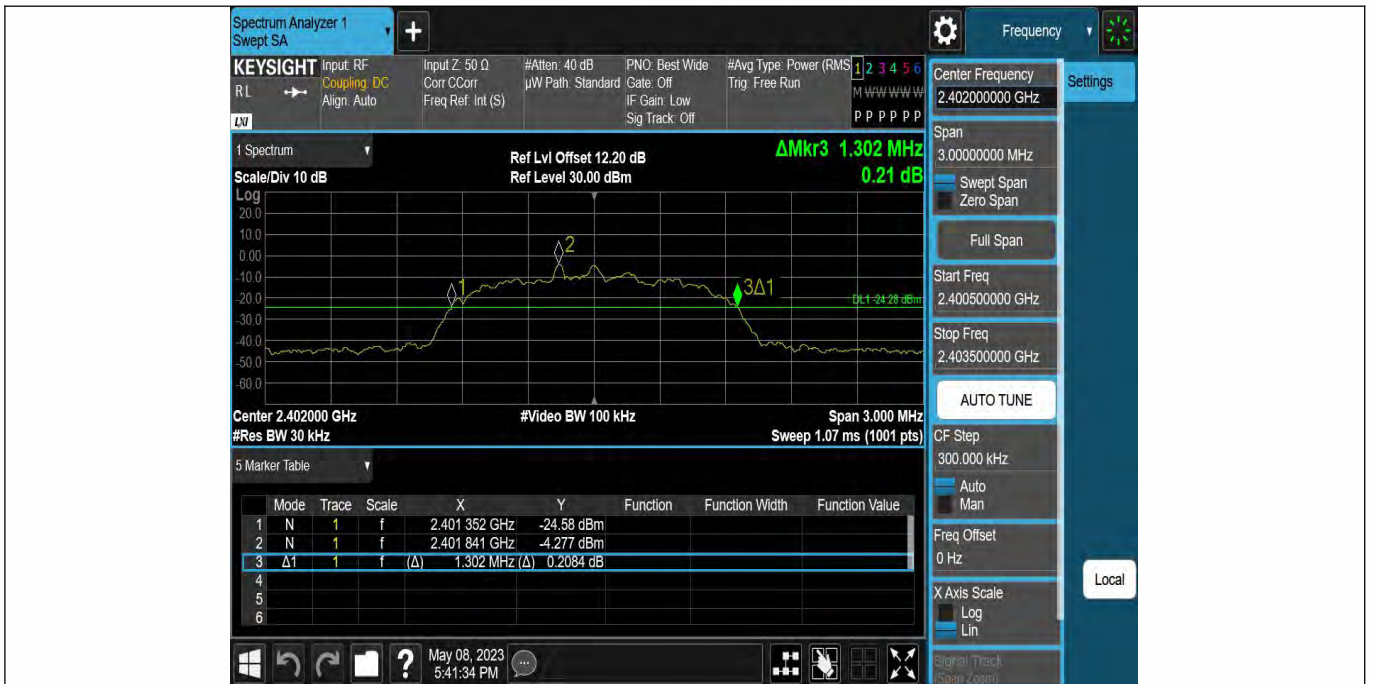 Spectrum Analyzer 1
Swept SA
+
Frequency
KEYSIGHT
RL
LXI
Input: RF
Coupling: DC
Align: Auto
Input Z: 50 Ω
Corr CCorr
Freq Ref: Int (S)
#Atten: 40 dB
µW Path: Standard
PNO: Best Wide
Gate: Off
IF Gain: Low
Sig Track: Off
#Avg Type: Power (RMS
Trig: Free Run
1 2 3 4 5 6
M W W W W W
P P P P P P
1 Spectrum
Scale/Div 10 dB
Ref Lvl Offset 12.20 dB
Ref Level 30.00 dBm
ΔMkr3 1.302 MHz
0.21 dB
Log
20.0
10.0
0.00
-10.0
-20.0
-30.0
-40.0
-50.0
-60.0
1
2
3Δ1
DL1 -24.28 dBm
Center 2.402000 GHz
#Video BW 100 kHz
Span 3.000 MHz
#Res BW 30 kHz
Sweep 1.07 ms (1001 pts)
5 Marker Table
Mode Trace Scale X Y Function Function Width Function Value
1 N 1 f 2.401 352 GHz -24.58 dBm
2 N 1 f 2.401 841 GHz -4.277 dBm
3 Δ1 1 f (Δ) 1.302 MHz (Δ) 0.2084 dB
4
5
6
?
May 08, 2023
5:41:34 PM
Center Frequency
2.402000000 GHz
Settings
Span
3.00000000 MHz
Swept Span
Zero Span
Full Span
Start Freq
2.400500000 GHz
Stop Freq
2.403500000 GHz
AUTO TUNE
CF Step
300.000 kHz
Auto
Man
Freq Offset
0 Hz
X Axis Scale
Log
Lin
Signal Track
(Span Zoom)
Local